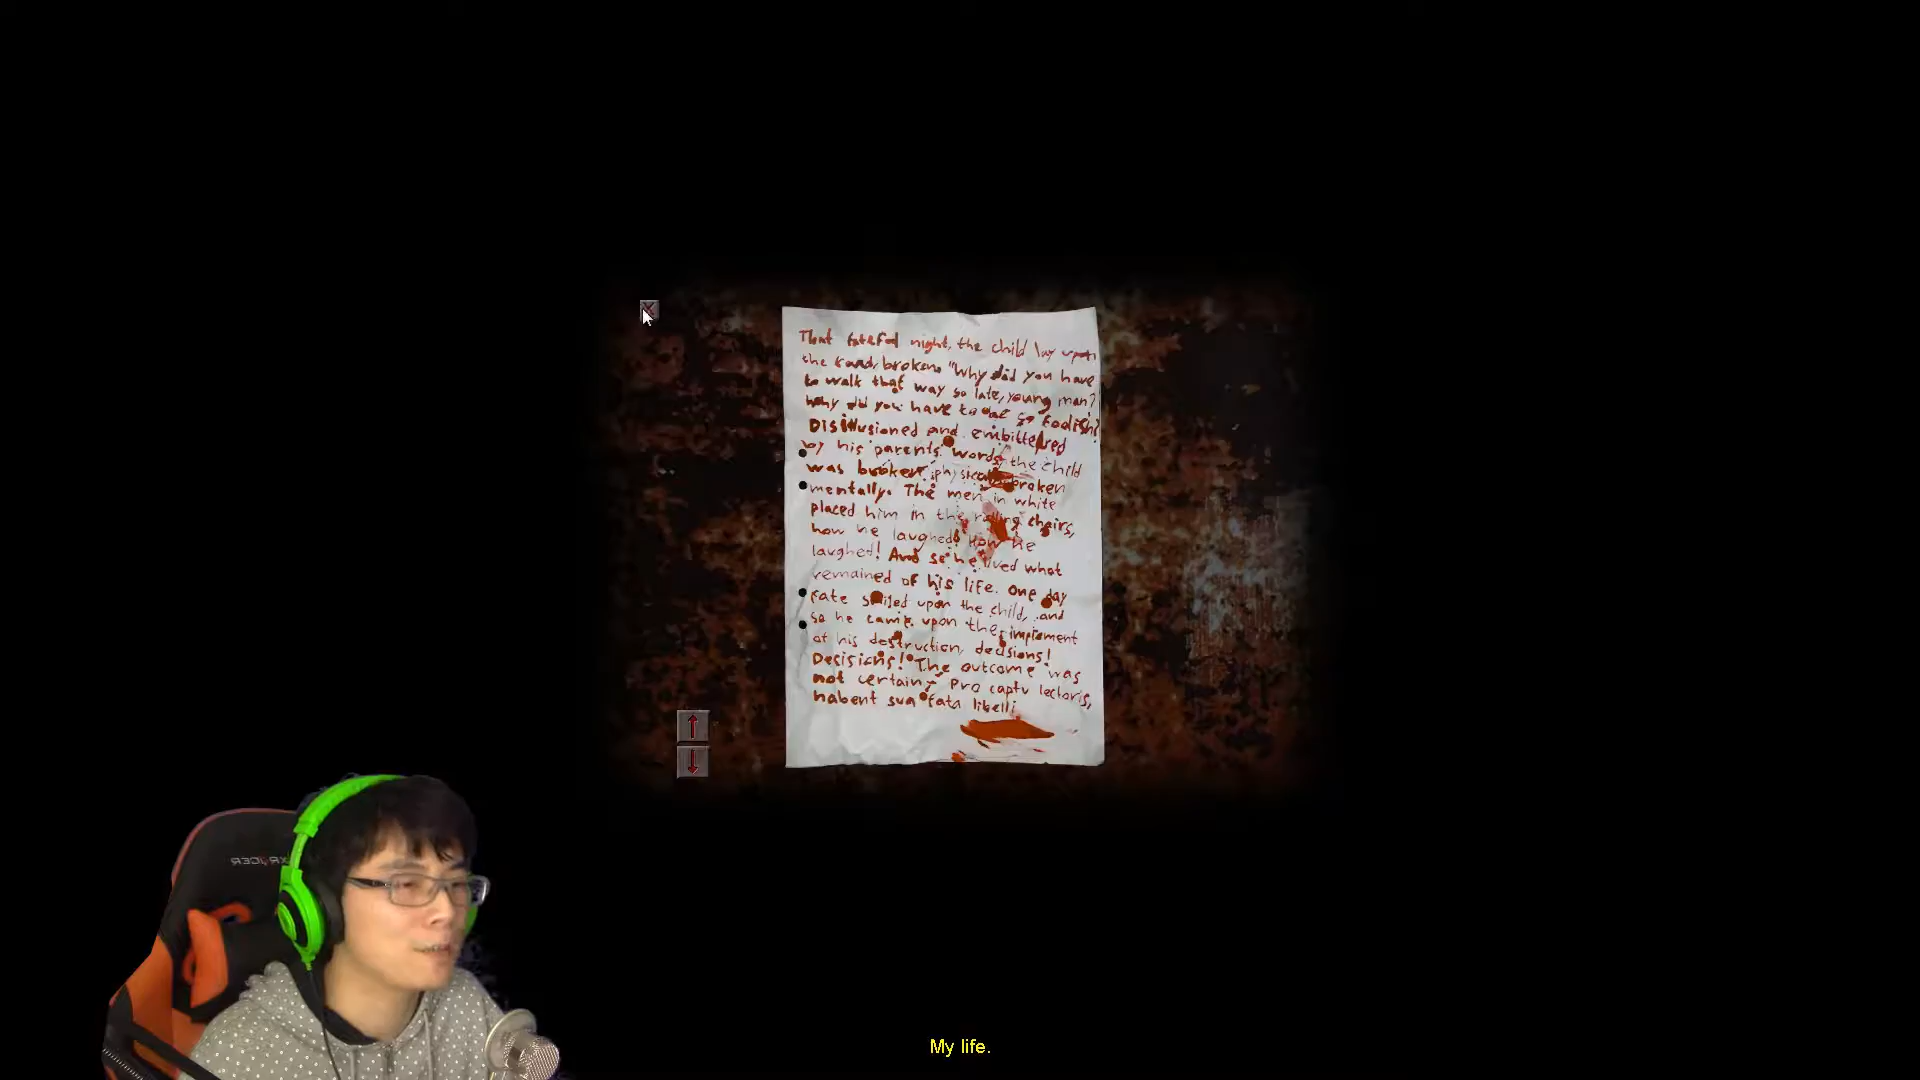 That fateful night, the child lay upon
the road, broken. "Why did you have
to walk that way so late, young man?
Why did you have to be so foolish?
Disillusioned and embittered
by his parents words, the child
was broken, physically broken
mentally. The men in white
placed him in the rolling chairs,
how he laughed! How he
laughed! And so he lived what
remained of his life. One day
fate smiled upon the child, and
so he came upon the implement
of his destruction, decisions!
Decisions! The outcome was
not certain - Pro captu lectoris,
habent sua fata libelli
XRACER
My life.